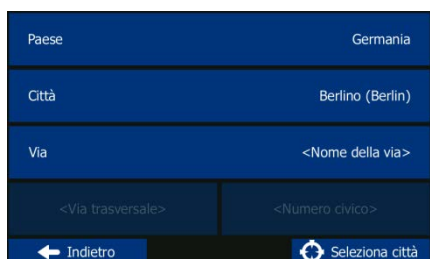 Paese Germania
Città Berlino (Berlin)
Via <Nome della via>
<Via trasversale> <Numero civico>
Indietro Seleziona città